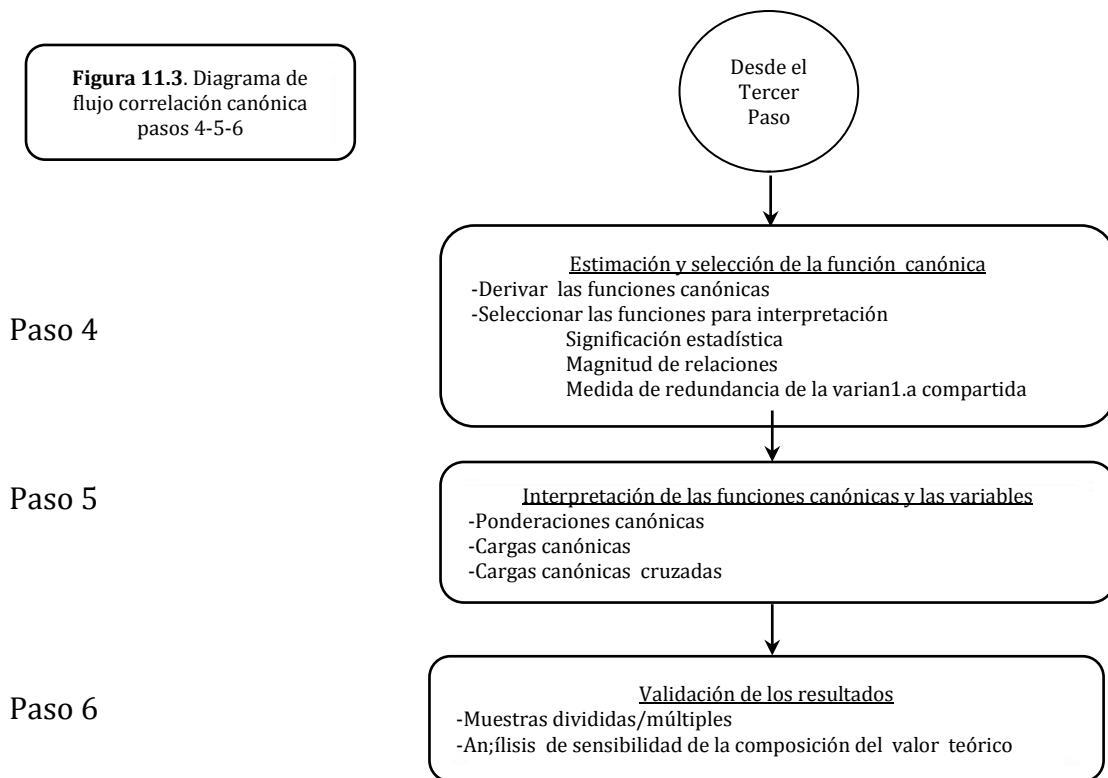 Figura 11.3. Diagrama de
flujo correlación canónica
pasos 4-5-6
Desde el
Tercer
Paso
Paso 4
Estimación y selección de la función canónica
-Derivar las funciones canónicas
-Seleccionar las funciones para interpretación
Significación estadística
Magnitud de relaciones
Medida de redundancia de la varian1.a compartida
Paso 5
Interpretación de las funciones canónicas y las variables
-Ponderaciones canónicas
-Cargas canónicas
-Cargas canónicas cruzadas
Paso 6
Validación de los resultados
-Muestras divididas/múltiples
-An;ílisis de sensibilidad de la composición del valor teórico